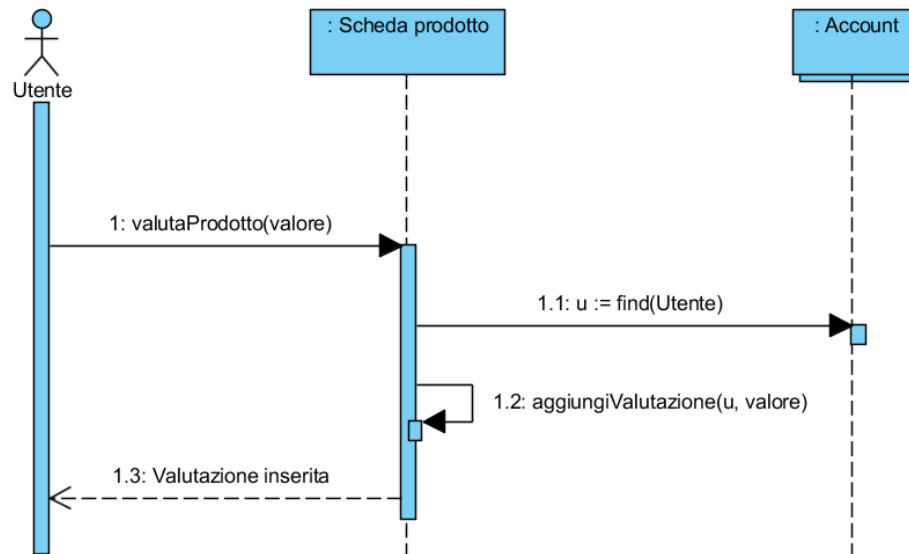 : Scheda prodotto
: Account
Utente
1: valutaProdotto(valore)
1.1: u := find(Utente)
1.2: aggiungiValutazione(u, valore)
1.3: Valutazione inserita